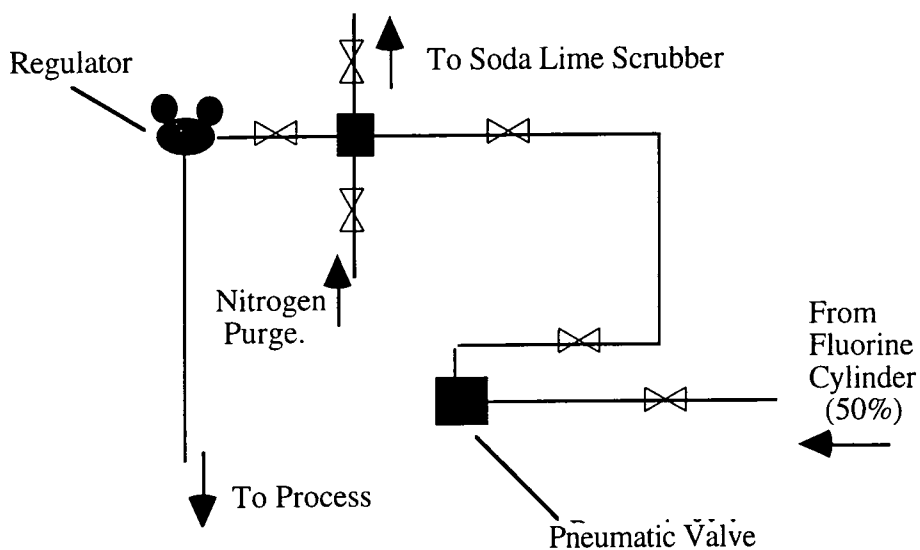 Regulator
To Soda Lime Scrubber
Nitrogen
Purge.
From
Fluorine
Cylinder
(50%)
To Process
Pneumatic Valve